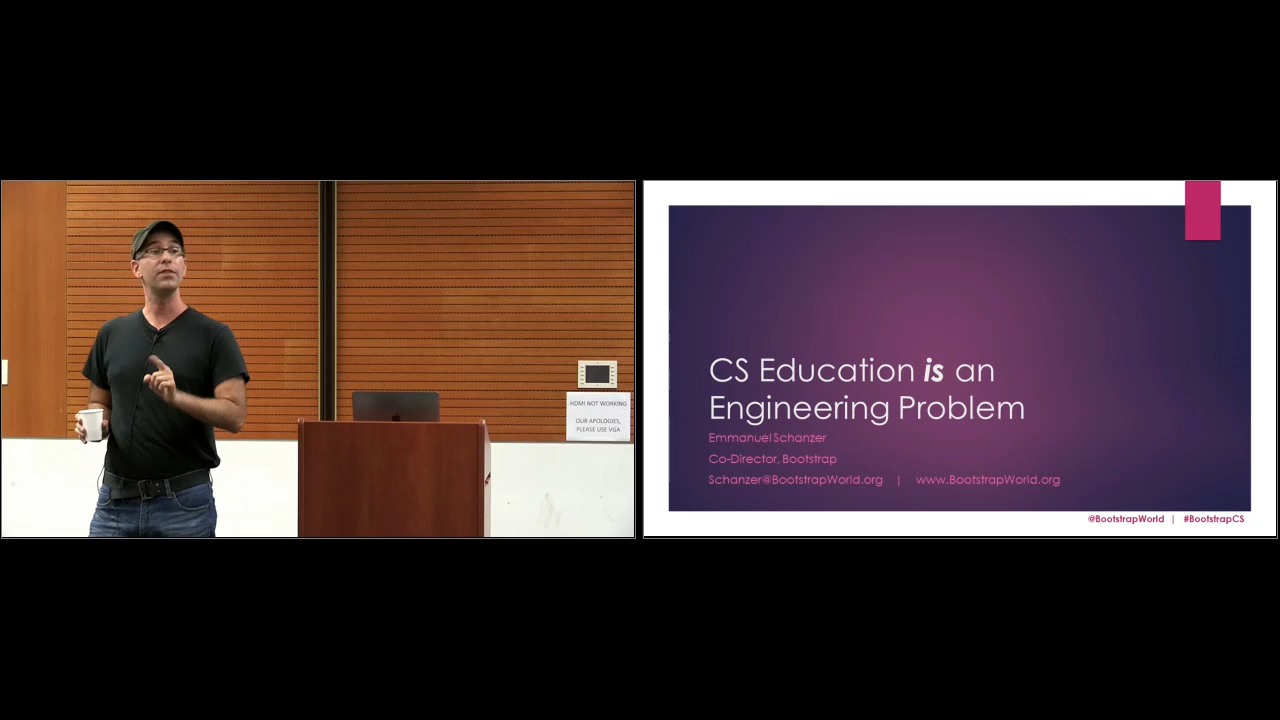 HDMI NOT WORKING
OUR APOLOGIES,
PLEASE USE VGA
CS Education is an
Engineering Problem
Emmanuel Schanzer
Co-Director, Bootstrap
Schanzer@BootstrapWorld.org | www.BootstrapWorld.org
@BootstrapWorld | #BootstrapCS